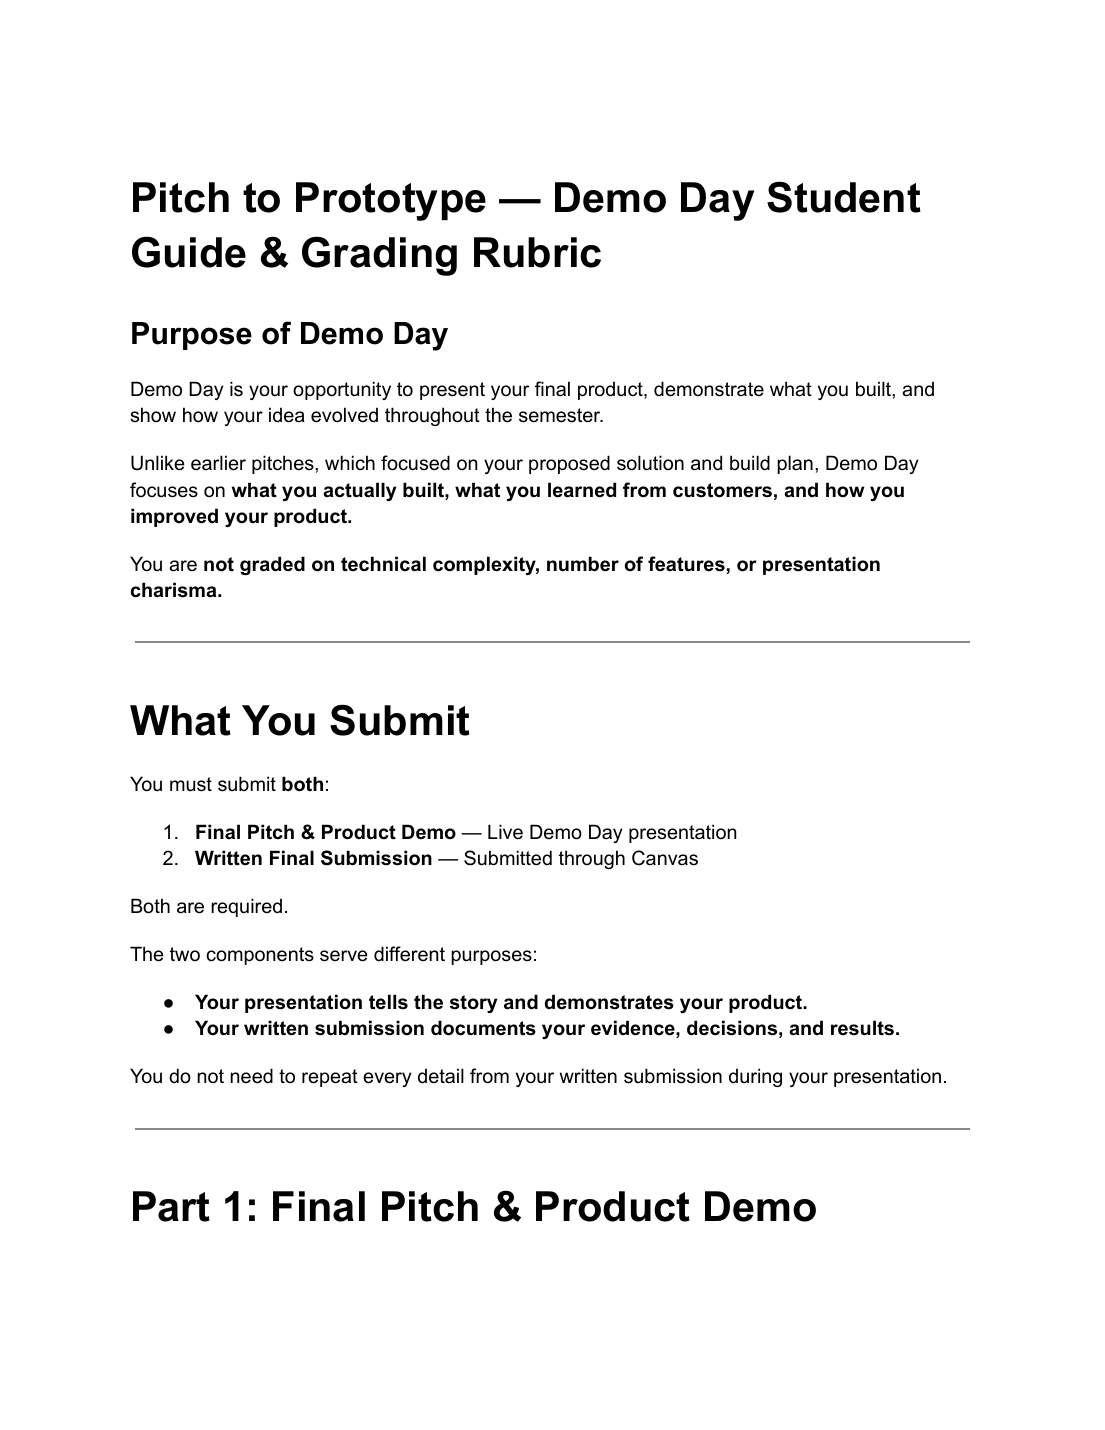 Pitch to Prototype — Demo Day Student
Guide & Grading Rubric
Purpose of Demo Day
Demo Day is your opportunity to present your final product, demonstrate what you built, and
show how your idea evolved throughout the semester.
Unlike earlier pitches, which focused on your proposed solution and build plan, Demo Day
focuses on what you actually built, what you learned from customers, and how you
improved your product.
You are not graded on technical complexity, number of features, or presentation
charisma.
What You Submit
You must submit both:
1. Final Pitch & Product Demo — Live Demo Day presentation
2. Written Final Submission — Submitted through Canvas
Both are required.
The two components serve different purposes:
● Your presentation tells the story and demonstrates your product.
● Your written submission documents your evidence, decisions, and results.
You do not need to repeat every detail from your written submission during your presentation.
Part 1: Final Pitch & Product Demo